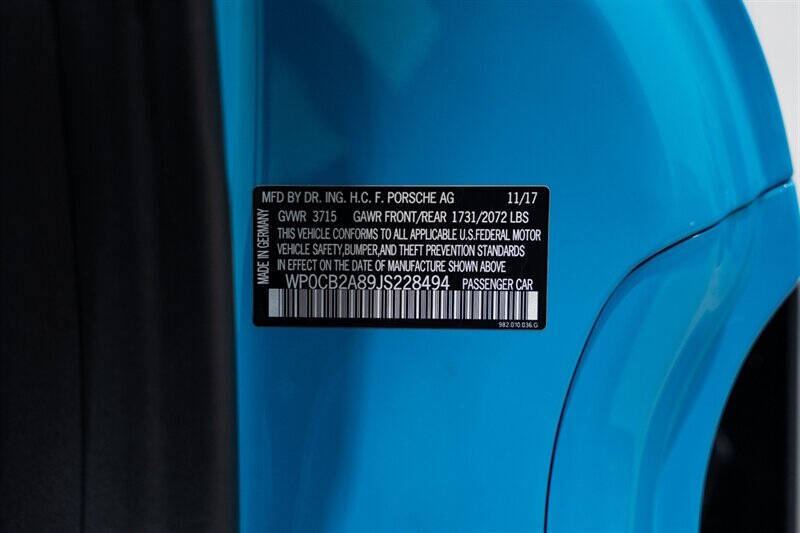 MFD BY DR. ING. H.C. F. PORSCHE AG 11/17
GVWR 3715 GAWR FRONT/REAR 1731/2072 LBS
THIS VEHICLE CONFORMS TO ALL APPLICABLE U.S.FEDERAL MOTOR
VEHICLE SAFETY,BUMPER,AND THEFT PREVENTION STANDARDS
IN EFFECT ON THE DATE OF MANUFACTURE SHOWN ABOVE
WP0CB2A89JS228494 PASSENGER CAR
982.010.036.G
MADE IN GERMANY